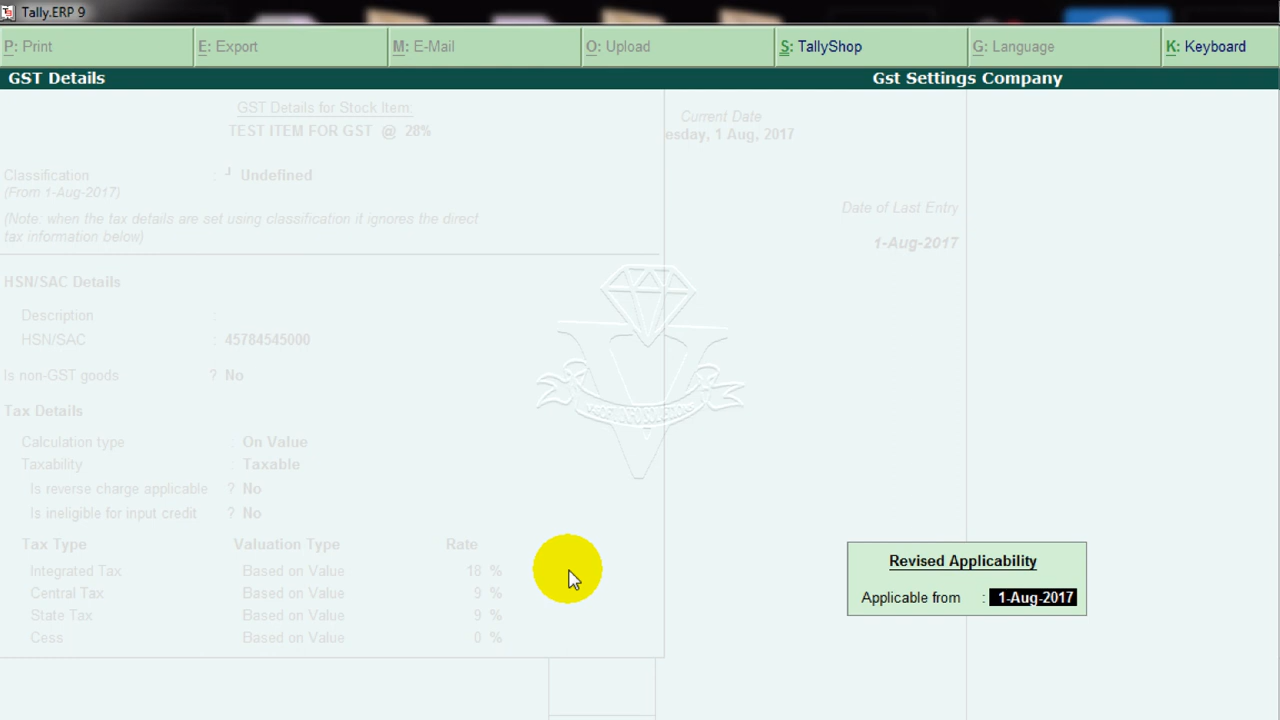 Tally.ERP 9
P: Print E: Export M: E-Mail O: Upload S: TallyShop G: Language K: Keyboard
GST Details Gst Settings Company
GST Details for Stock Item:
TEST ITEM FOR GST @ 28%
Current Date
esday, 1 Aug, 2017
Classification : ┘ Undefined
(From 1-Aug-2017)
Date of Last Entry
(Note: when the tax details are set using classification it ignores the direct
tax information below)
1-Aug-2017
HSN/SAC Details
Description :
HSN/SAC : 45784545000
Is non-GST goods ? No
Tax Details
Calculation type : On Value
Taxability : Taxable
Is reverse charge applicable ? No
Is ineligible for input credit ? No
Tax Type Valuation Type Rate
Integrated Tax Based on Value 18 %
Central Tax Based on Value 9 %
State Tax Based on Value 9 %
Cess Based on Value 0 %
Revised Applicability
Applicable from : 1-Aug-2017